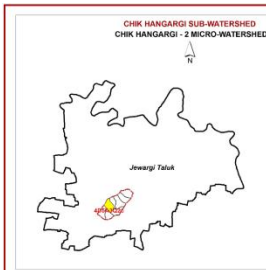 CHIK HANGARGI SUB-WATERSHED
CHIK HANGARGI - 2 MICRO-WATERSHED
N
Jewargi Taluk